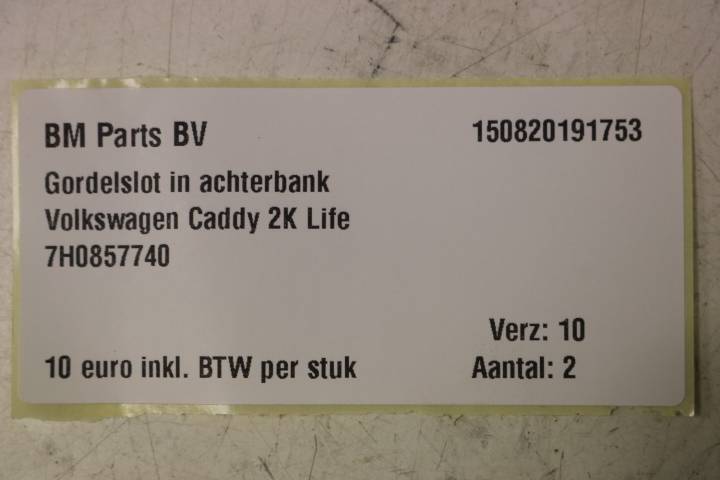 BM Parts BV 150820191753
Gordelslot in achterbank
Volkswagen Caddy 2K Life
7H0857740
Verz: 10
10 euro inkl. BTW per stuk Aantal: 2